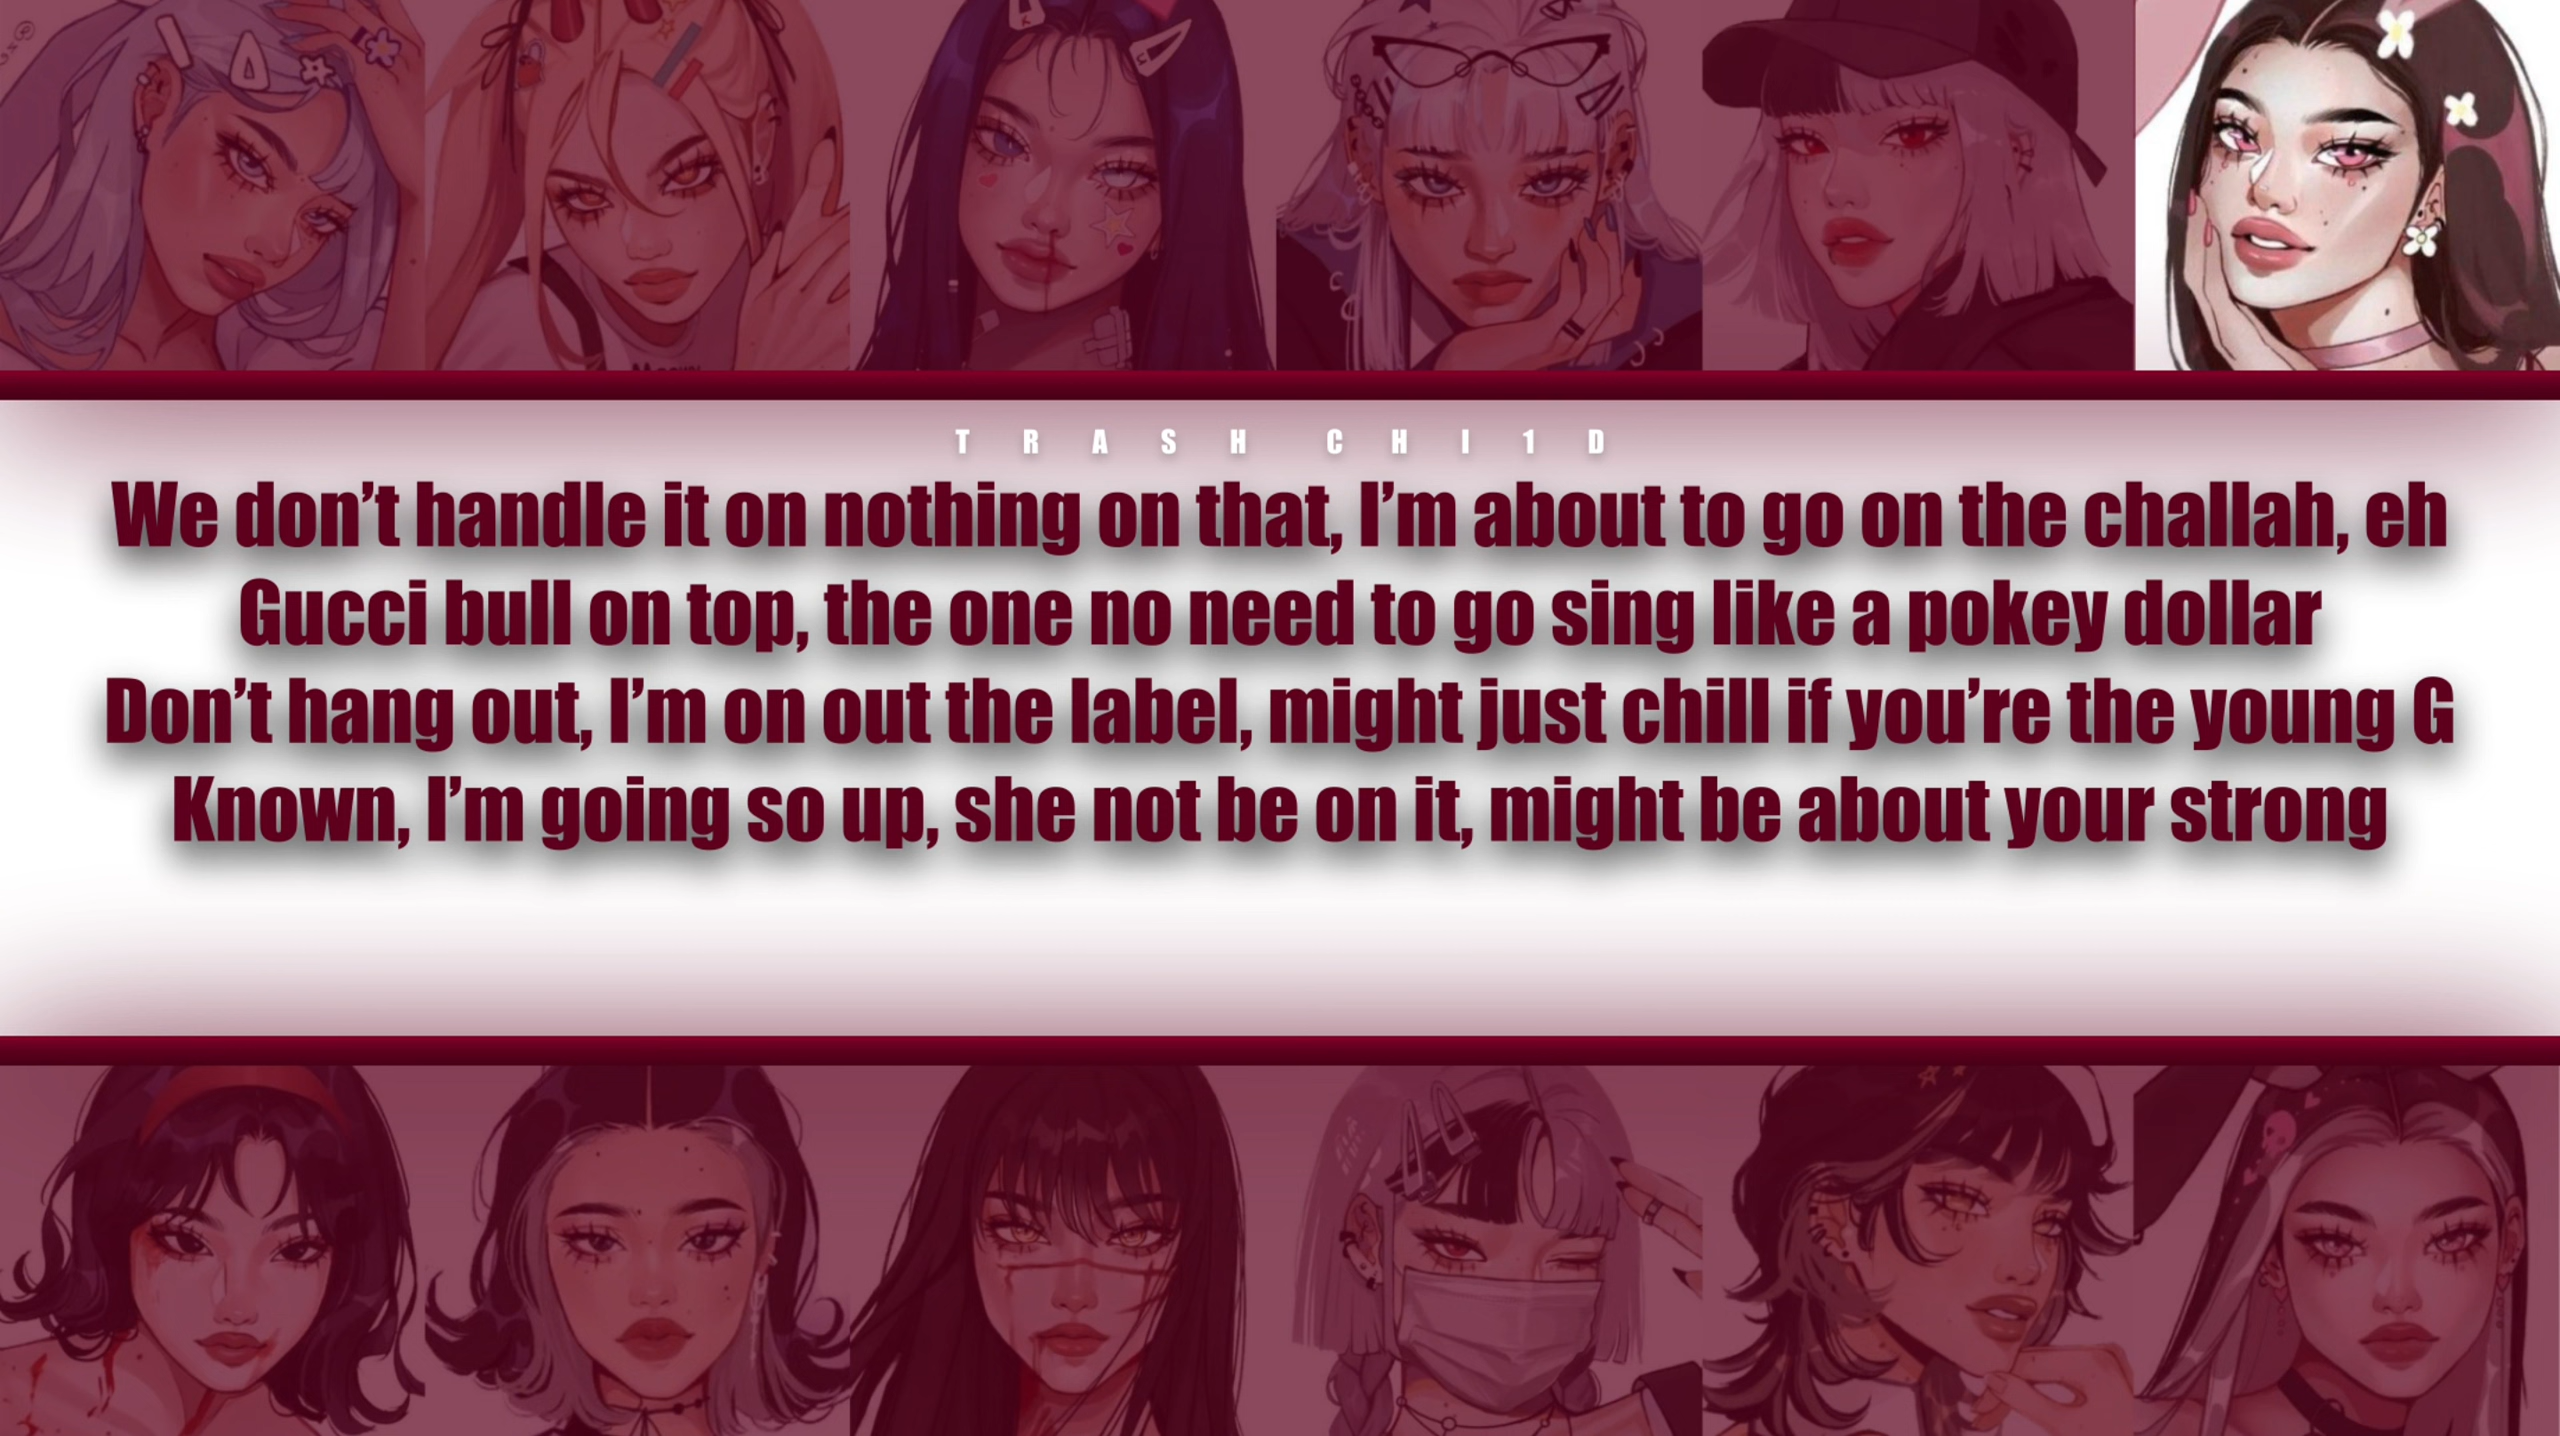 TRASH CHI1D
We don’t handle it on nothing on that, I’m about to go on the challah, eh
Gucci bull on top, the one no need to go sing like a pokey dollar
Don’t hang out, I’m on out the label, might just chill if you’re the young G
Known, I’m going so up, she not be on it, might be about your strong